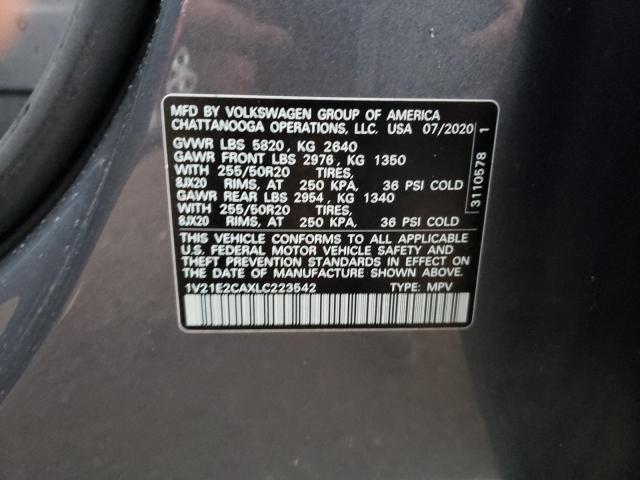 MFD BY VOLKSWAGEN GROUP OF AMERICA
CHATTANOOGA OPERATIONS, LLC. USA 07/2020
GVWR LBS 5820, KG 2640
GAWR FRONT LBS 2976, KG 1350
WITH 255/50R20 TIRES,
8JX20 RIMS, AT 250 KPA, 36 PSI COLD
GAWR REAR LBS 2954, KG 1340
WITH 255/50R20 TIRES,
8JX20 RIMS, AT 250 KPA, 36 PSI COLD
THIS VEHICLE CONFORMS TO ALL APPLICABLE
U.S. FEDERAL MOTOR VEHICLE SAFETY AND
THEFT PREVENTION STANDARDS IN EFFECT ON
THE DATE OF MANUFACTURE SHOWN ABOVE.
1V21E2CAXLC223542 TYPE: MPV
3110578 1